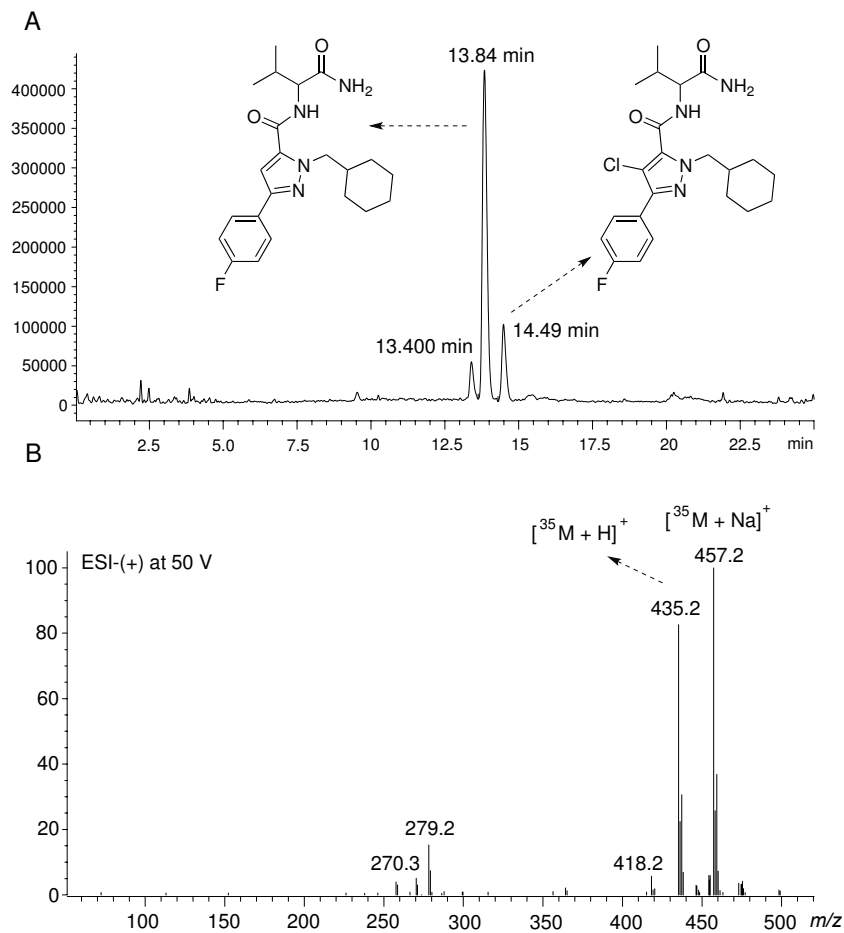 A
400000
350000
300000
250000
200000
150000
100000
50000
0
2.5 5.0 7.5 10 12.5 15 17.5 20 22.5 min
13.84 min
13.400 min
14.49 min
O
NH2
NH
O
N
N
F
O
NH2
NH
O
Cl
N
N
F
B
ESI-(+) at 50 V
[35M + H]+
[35M + Na]+
457.2
435.2
418.2
279.2
270.3
100
80
60
40
20
0
100 150 200 250 300 350 400 450 500 m/z